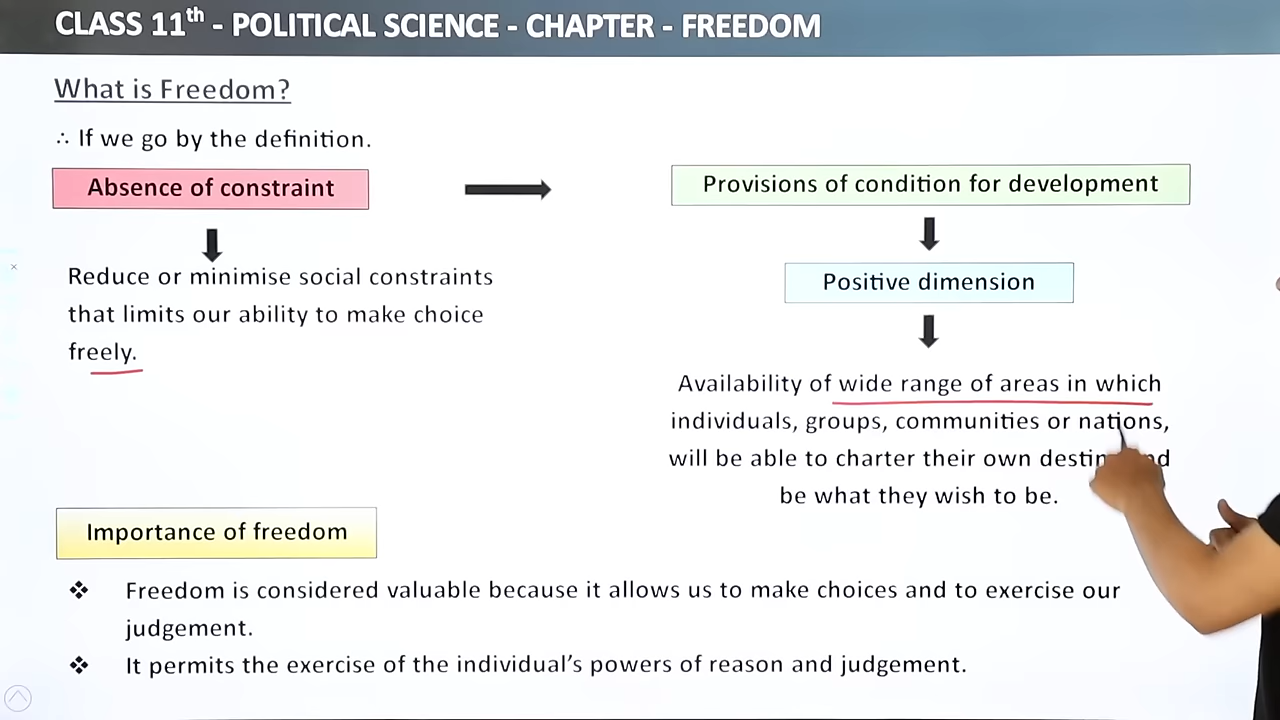 CLASS 11th - POLITICAL SCIENCE - CHAPTER - FREEDOM
What is Freedom?
∴ If we go by the definition.
Absence of constraint
Reduce or minimise social constraints
that limits our ability to make choice
freely.
Provisions of condition for development
Positive dimension
Availability of wide range of areas in which
individuals, groups, communities or nations,
will be able to charter their own
be what they wish to be.
Importance of freedom
❖ Freedom is considered valuable because it allows us to make choices and to exercise our
judgement.
❖ It permits the exercise of the individual’s powers of reason and judgement.